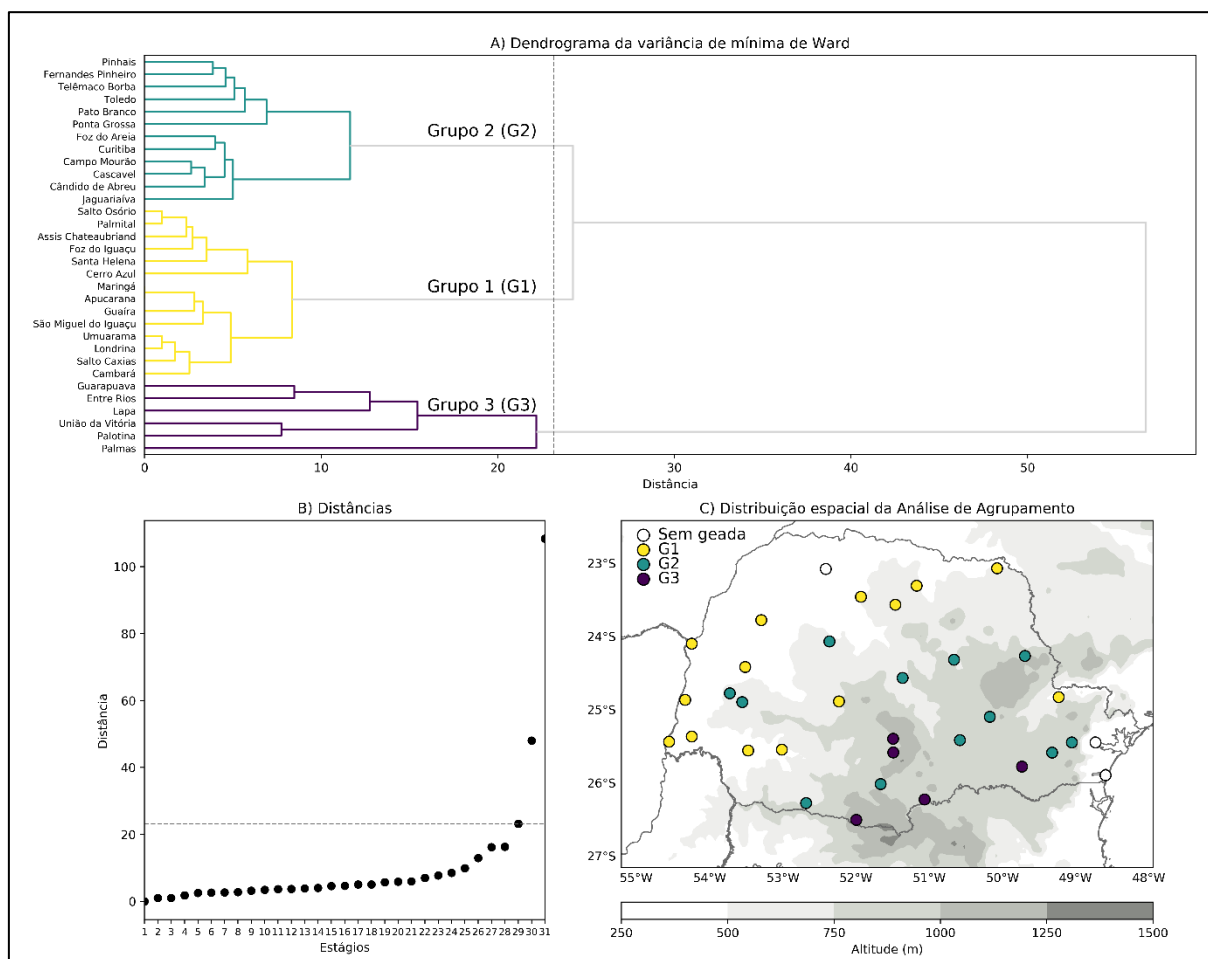 A) Dendrograma da variância de mínima de Ward
Pinhais
Fernandes Pinheiro
Telêmaco Borba
Toledo
Pato Branco
Ponta Grossa
Foz do Areia
Curitiba
Campo Mourão
Cascavel
Cândido de Abreu
Jaguariaíva
Salto Osório
Palmital
Assis Chateaubriand
Foz do Iguaçu
Santa Helena
Cerro Azul
Maringá
Apucarana
Guaíra
São Miguel do Iguaçu
Umuarama
Londrina
Salto Caxias
Cambará
Guarapuava
Entre Rios
Lapa
União da Vitória
Palotina
Palmas
Grupo 2 (G2)
Grupo 1 (G1)
Grupo 3 (G3)
0 10 20 30 40 50
Distância
B) Distâncias
100
80
60
40
20
0
Distância
1 2 3 4 5 6 7 8 9 10 11 12 13 14 15 16 17 18 19 20 21 22 23 24 25 26 27 28 29 30 31
Estágios
C) Distribuição espacial da Análise de Agrupamento
Sem geada
G1
G2
G3
23°S
24°S
25°S
26°S
27°S
55°W 54°W 53°W 52°W 51°W 50°W 49°W 48°W
250 500 750 1000 1250 1500
Altitude (m)